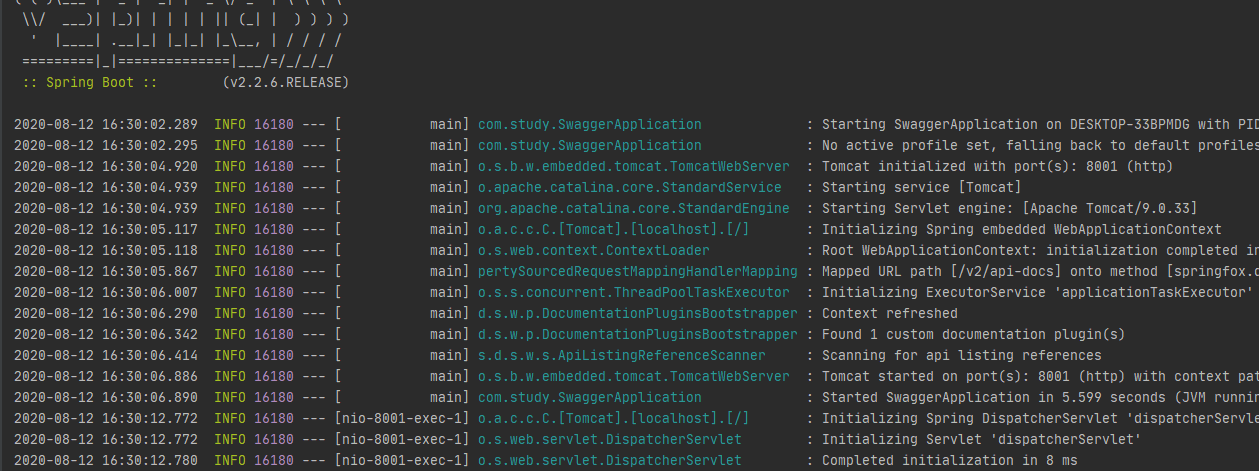 :: Spring Boot ::        (v2.2.6.RELEASE)
2020-08-12 16:30:02.289  INFO 16180 --- [           main] com.study.SwaggerApplication             : Starting SwaggerApplication on DESKTOP-33BPMDG with PID
2020-08-12 16:30:02.295  INFO 16180 --- [           main] com.study.SwaggerApplication             : No active profile set, falling back to default profiles
2020-08-12 16:30:04.920  INFO 16180 --- [           main] o.s.b.w.embedded.tomcat.TomcatWebServer  : Tomcat initialized with port(s): 8001 (http)
2020-08-12 16:30:04.939  INFO 16180 --- [           main] o.apache.catalina.core.StandardService   : Starting service [Tomcat]
2020-08-12 16:30:04.939  INFO 16180 --- [           main] org.apache.catalina.core.StandardEngine  : Starting Servlet engine: [Apache Tomcat/9.0.33]
2020-08-12 16:30:05.117  INFO 16180 --- [           main] o.a.c.c.C.[Tomcat].[localhost].[/]       : Initializing Spring embedded WebApplicationContext
2020-08-12 16:30:05.118  INFO 16180 --- [           main] o.s.web.context.ContextLoader            : Root WebApplicationContext: initialization completed in
2020-08-12 16:30:05.867  INFO 16180 --- [           main] pertySourcedRequestMappingHandlerMapping : Mapped URL path [/v2/api-docs] onto method [springfox.
2020-08-12 16:30:06.007  INFO 16180 --- [           main] o.s.s.concurrent.ThreadPoolTaskExecutor  : Initializing ExecutorService 'applicationTaskExecutor'
2020-08-12 16:30:06.290  INFO 16180 --- [           main] d.s.w.p.DocumentationPluginsBootstrapper : Context refreshed
2020-08-12 16:30:06.342  INFO 16180 --- [           main] d.s.w.p.DocumentationPluginsBootstrapper : Found 1 custom documentation plugin(s)
2020-08-12 16:30:06.414  INFO 16180 --- [           main] s.d.s.w.s.ApiListingReferenceScanner     : Scanning for api listing references
2020-08-12 16:30:06.886  INFO 16180 --- [           main] o.s.b.w.embedded.tomcat.TomcatWebServer  : Tomcat started on port(s): 8001 (http) with context pat
2020-08-12 16:30:06.890  INFO 16180 --- [           main] com.study.SwaggerApplication             : Started SwaggerApplication in 5.599 seconds (JVM runnin
2020-08-12 16:30:12.772  INFO 16180 --- [nio-8001-exec-1] o.a.c.c.C.[Tomcat].[localhost].[/]       : Initializing Spring DispatcherServlet 'dispatcherServle
2020-08-12 16:30:12.772  INFO 16180 --- [nio-8001-exec-1] o.s.web.servlet.DispatcherServlet        : Initializing Servlet 'dispatcherServlet'
2020-08-12 16:30:12.780  INFO 16180 --- [nio-8001-exec-1] o.s.web.servlet.DispatcherServlet        : Completed initialization in 8 ms